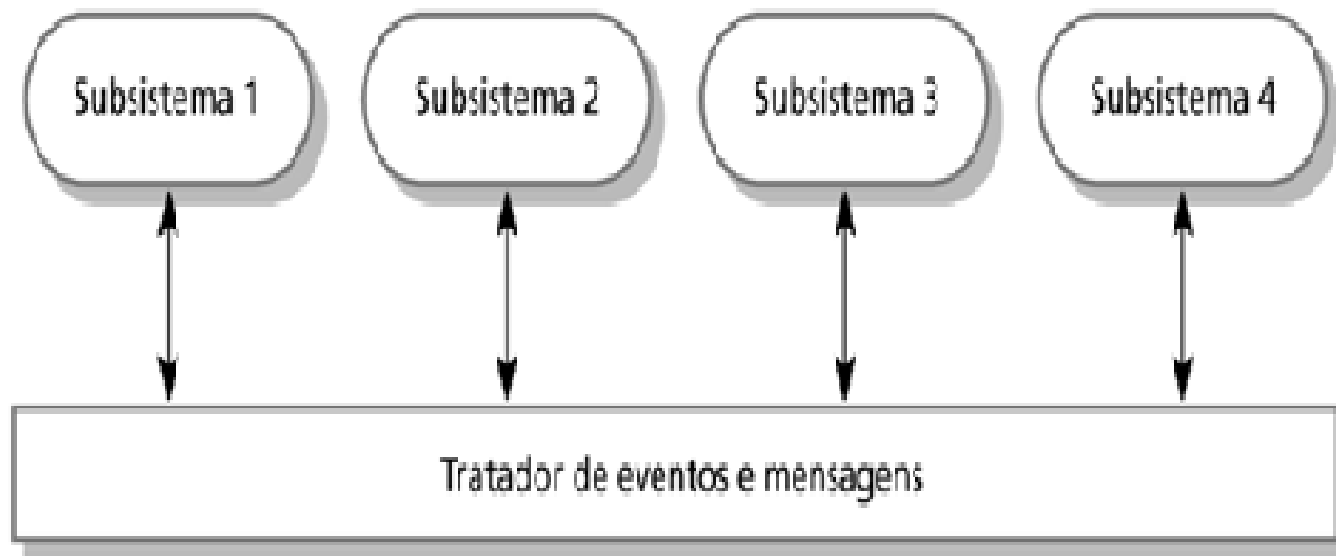 Subsistema 1
Subsistema 2
Subsistema 3
Subsistema 4
Tratador de eventos e mensagens